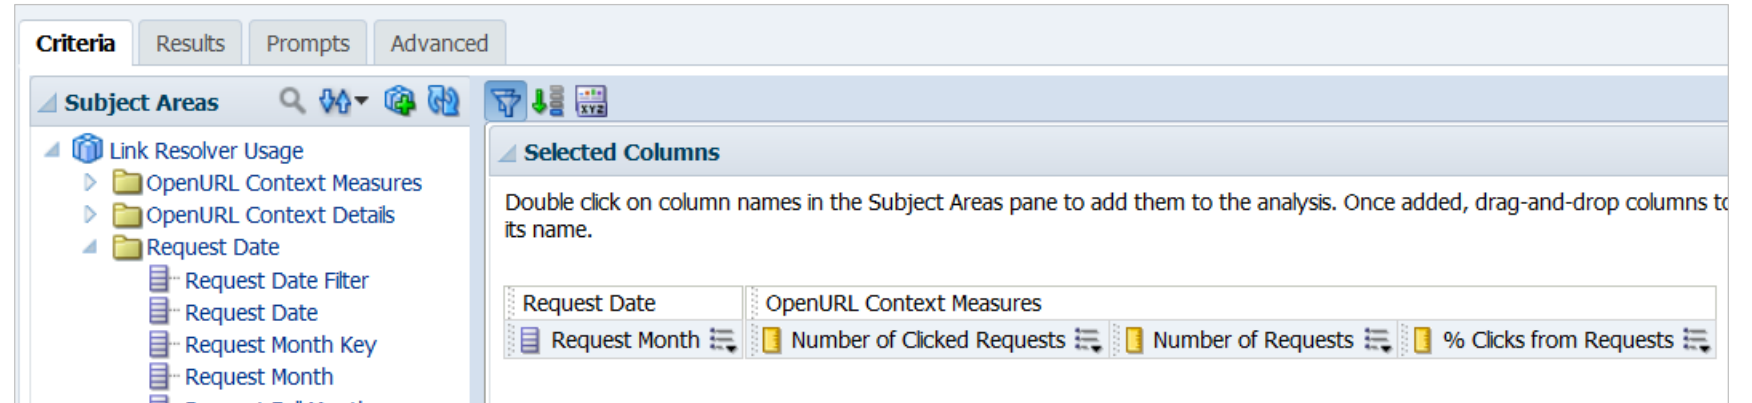 Criteria Results Prompts Advanced
Subject Areas
Link Resolver Usage
OpenURL Context Measures
OpenURL Context Details
Request Date
Request Date Filter
Request Date
Request Month Key
Request Month
XYZ
Selected Columns
Double click on column names in the Subject Areas pane to add them to the analysis. Once added, drag-and-drop columns to
its name.
Request Date OpenURL Context Measures
Request Month Number of Clicked Requests Number of Requests % Clicks from Requests